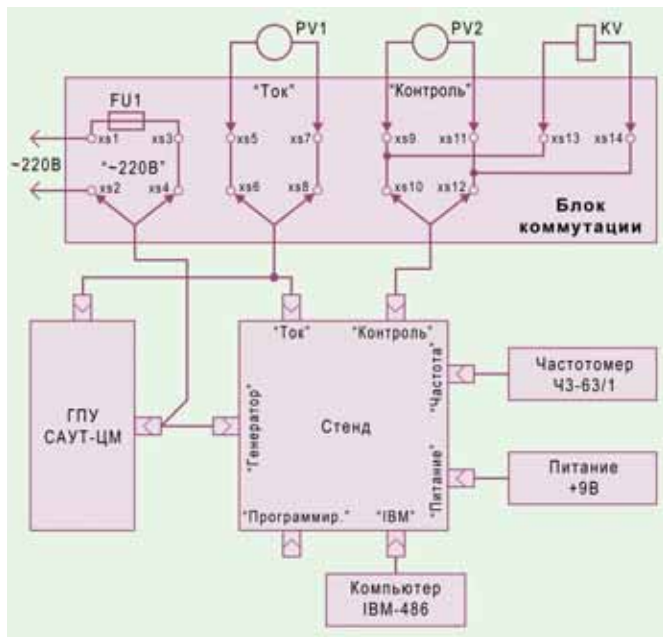 PV1
PV2
KV
"Ток"
"Контроль"
FU1
xs1
xs3
xs5
xs7
xs9
xs11
xs13
xs14
~220В
"~220В"
xs2
xs4
xs6
xs8
xs10
xs12
Блок
коммутации
"Ток"
"Контроль"
"Частота"
Частотомер
ЧЗ-63/1
ГПУ
САУТ-ЦМ
"Генератор"
Стенд
"Питание"
Питание
+9В
"Программир."
"IBM"
Компьютер
IBM-486